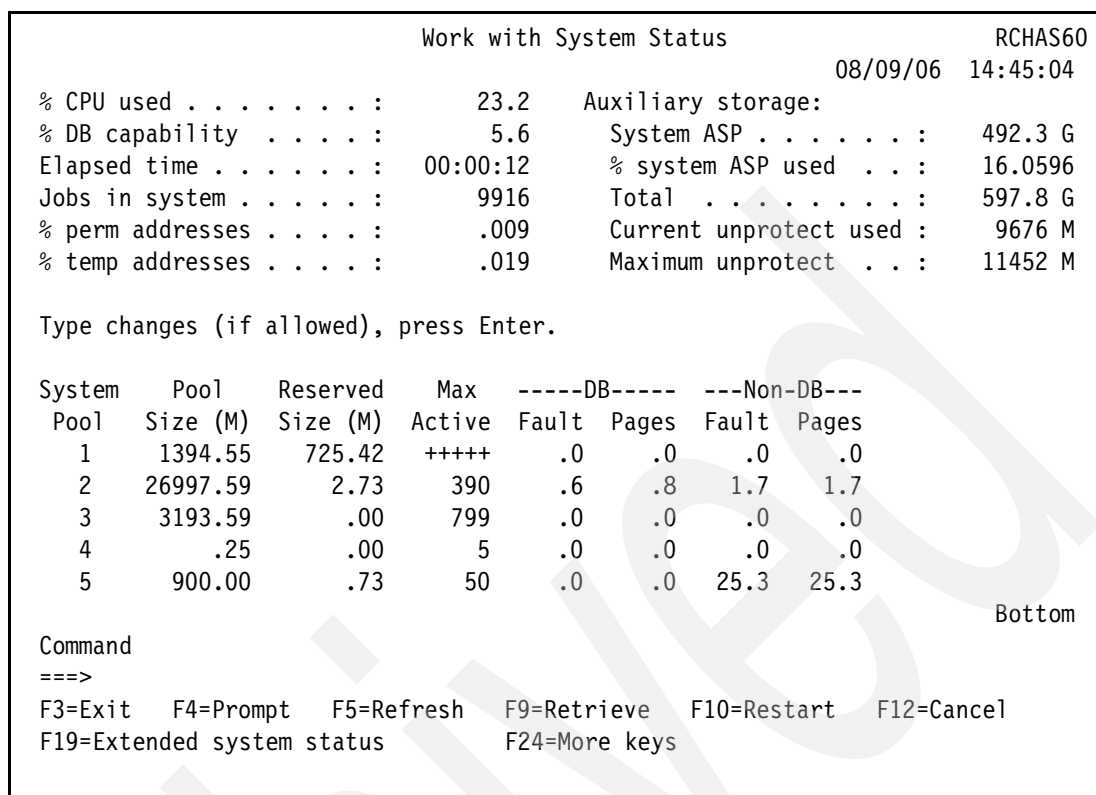 Work with System Status RCHAS60
08/09/06 14:45:04
% CPU used . . . . . . . : 23.2 Auxiliary storage:
% DB capability . . . . : 5.6 System ASP . . . . . . : 492.3 G
Elapsed time . . . . . . : 00:00:12 % system ASP used . . : 16.0596
Jobs in system . . . . . : 9916 Total . . . . . . . . : 597.8 G
% perm addresses . . . . : .009 Current unprotect used : 9676 M
% temp addresses . . . . : .019 Maximum unprotect . . : 11452 M
Type changes (if allowed), press Enter.
System Pool Reserved Max -----DB----- ---Non-DB---
Pool Size (M) Size (M) Active Fault Pages Fault Pages
1 1394.55 725.42 +++++ .0 .0 .0 .0
2 26997.59 2.73 390 .6 .8 1.7 1.7
3 3193.59 .00 799 .0 .0 .0 .0
4 .25 .00 5 .0 .0 .0 .0
5 900.00 .73 50 .0 .0 25.3 25.3
Bottom
Command
===>
F3=Exit F4=Prompt F5=Refresh F9=Retrieve F10=Restart F12=Cancel
F19=Extended system status F24=More keys